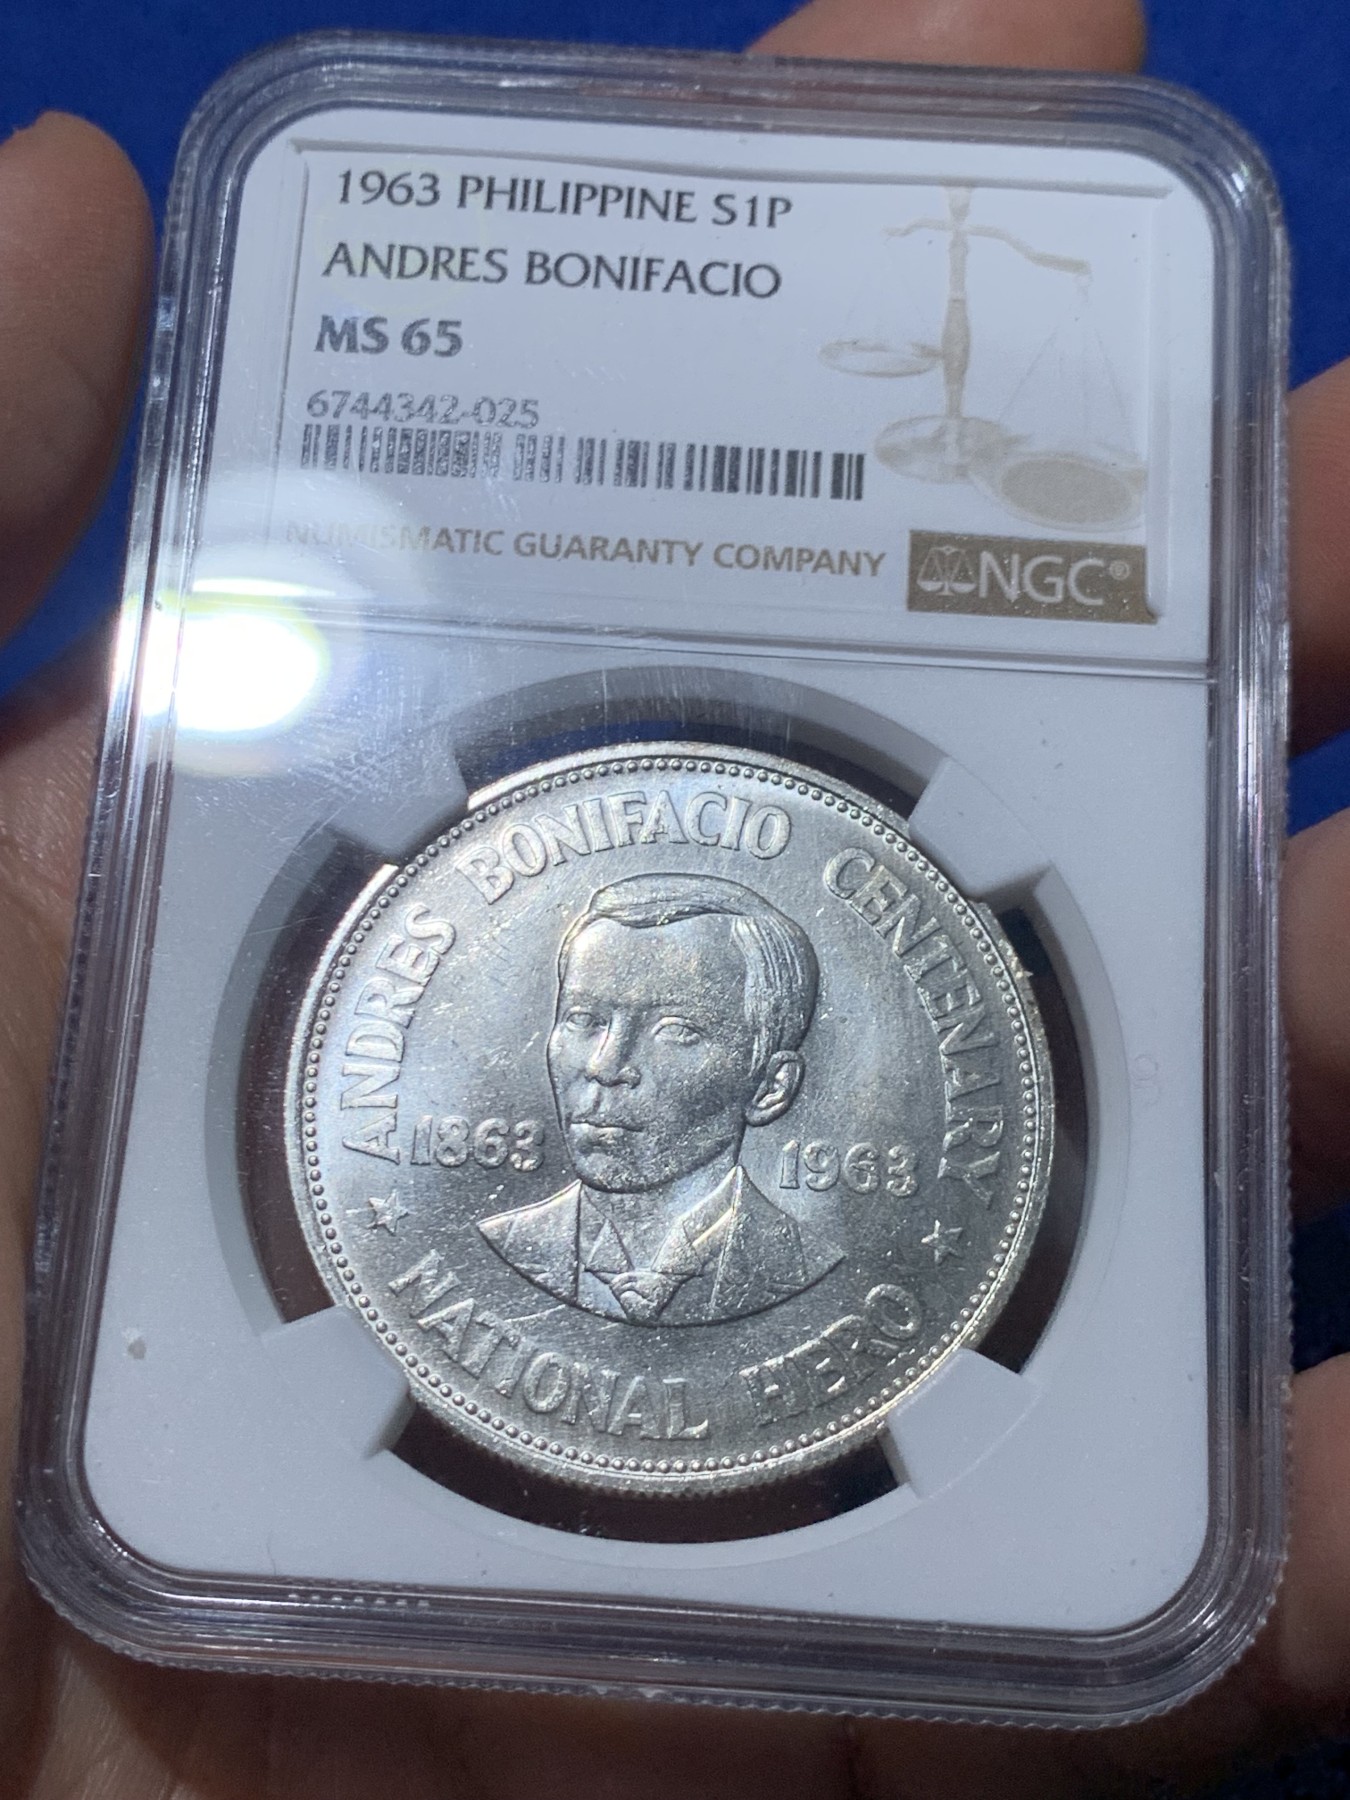 1963 PHILIPPINE S1P
ANDRES BONIFACIO
MS 65
6744342-025
NUMISMATIC GUARANTY COMPANY
NGC®
ANDRES BONIFACIO CENTENARY
1863 1963
★ NATIONAL HERO ★